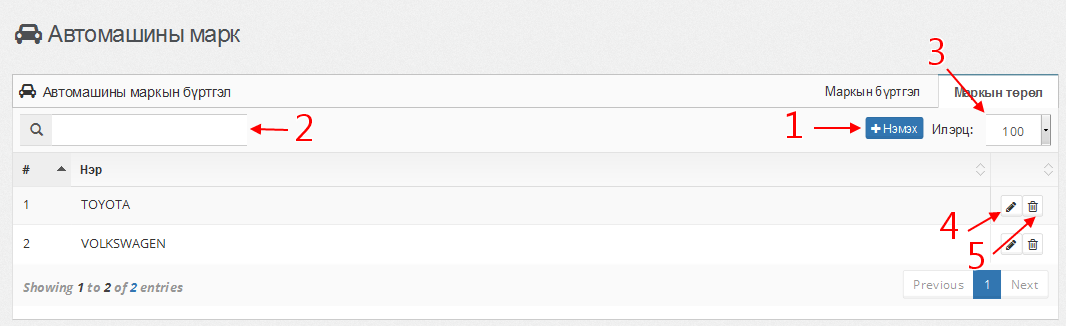 Автомашины марк
3
Автомашины маркын бүртгэл Маркын бүртгэл Маркын төрөл
2 1 Нэмэх Илэрц: 100
# Нэр
1 TOYOTA
4
2 VOLKSWAGEN
5
Showing 1 to 2 of 2 entries Previous 1 Next